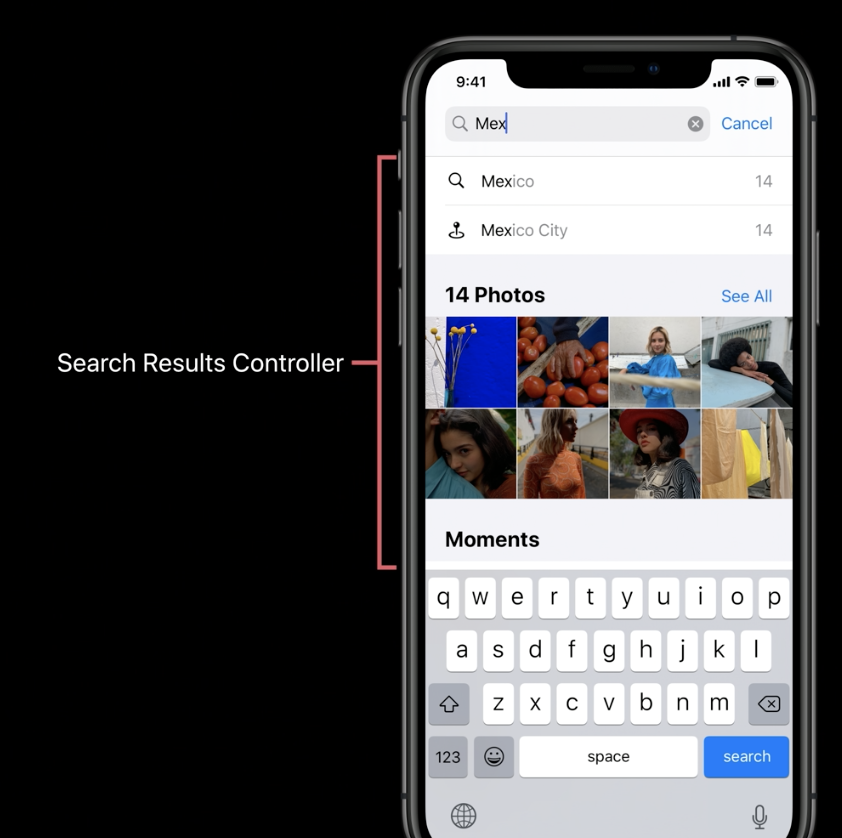 9:41
Mex
Cancel
Mexico
14
Mexico City
14
14 Photos
See All
Search Results Controller
Moments
q w e r t y u i o p
a s d f g h j k l
z x c v b n m
123
space
search